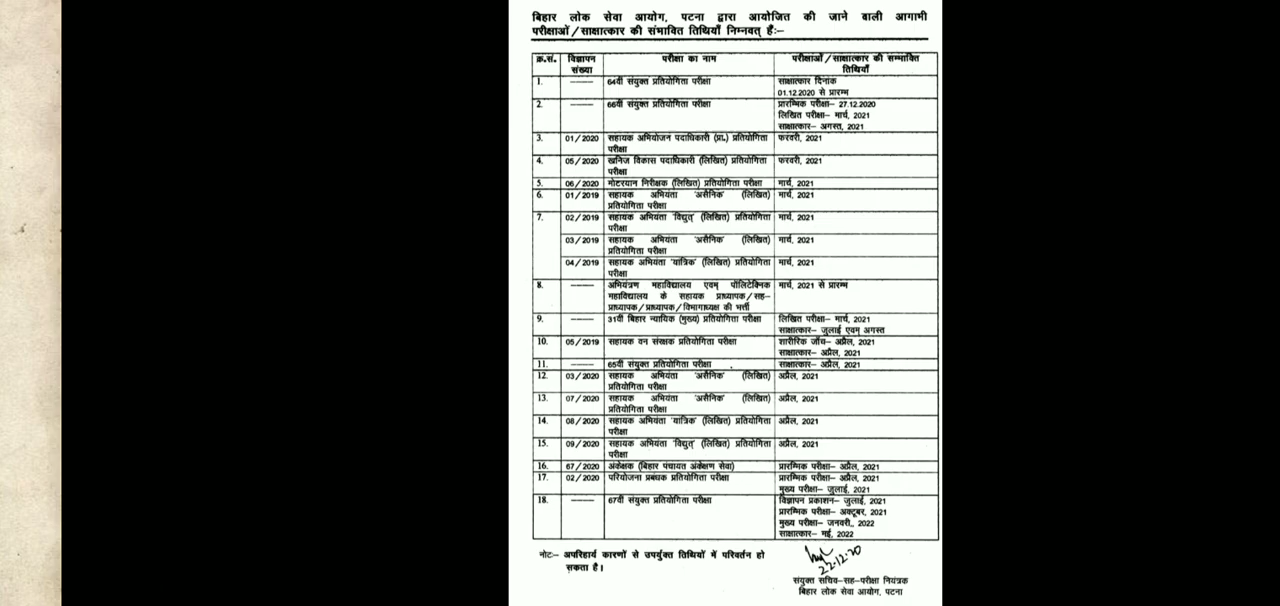 बिहार लोक सेवा आयोग, पटना द्वारा आयोजित की जाने वाली आगामी
परीक्षाओं/साक्षात्कार की संभावित तिथियाँ निम्नवत् हैं:–
क्र.सं. विज्ञापन संख्या परीक्षा का नाम परीक्षाओं/साक्षात्कार की सम्भावित तिथियाँ
1. —— 64वीं संयुक्त प्रतियोगिता परीक्षा साक्षात्कार दिनांक
01.12.2020 से प्रारम्भ
2. —— 66वीं संयुक्त प्रतियोगिता परीक्षा प्रारम्भिक परीक्षा– 27.12.2020
लिखित परीक्षा– मार्च, 2021
साक्षात्कार– अगस्त, 2021
3. 01/2020 सहायक अभियोजन पदाधिकारी (प्रा.) प्रतियोगिता फरवरी, 2021
परीक्षा
4. 05/2020 खनिज विकास पदाधिकारी (लिखित) प्रतियोगिता फरवरी, 2021
परीक्षा
5. 06/2020 मोटरयान निरीक्षक (लिखित) प्रतियोगिता परीक्षा मार्च, 2021
6. 01/2019 सहायक अभियंता 'असैनिक' (लिखित) मार्च, 2021
प्रतियोगिता परीक्षा
7. 02/2019 सहायक अभियंता 'विद्युत्' (लिखित) प्रतियोगिता मार्च, 2021
परीक्षा
03/2019 सहायक अभियंता 'असैनिक' (लिखित) मार्च, 2021
प्रतियोगिता परीक्षा
04/2019 सहायक अभियंता 'यांत्रिक' (लिखित) प्रतियोगिता मार्च, 2021
परीक्षा
8. —— अभियंत्रण महाविद्यालय एवम् पॉलिटेक्निक मार्च, 2021 से प्रारम्भ
महाविद्यालय के सहायक प्राध्यापक/सह–
प्राध्यापक/प्राध्यापक/विभागाध्यक्ष की भर्ती
9. —— 31वीं बिहार न्यायिक (मुख्य) प्रतियोगिता परीक्षा लिखित परीक्षा– मार्च, 2021
साक्षात्कार– जुलाई एवम् अगस्त
10. 05/2019 सहायक वन संरक्षक प्रतियोगिता परीक्षा शारीरिक जाँच– अप्रैल, 2021
साक्षात्कार– अप्रैल, 2021
11. —— 65वीं संयुक्त प्रतियोगिता परीक्षा साक्षात्कार– अप्रैल, 2021
12. 03/2020 सहायक अभियंता 'असैनिक' (लिखित) अप्रैल, 2021
प्रतियोगिता परीक्षा
13. 07/2020 सहायक अभियंता 'असैनिक' (लिखित) अप्रैल, 2021
प्रतियोगिता परीक्षा
14. 08/2020 सहायक अभियंता 'यांत्रिक' (लिखित) प्रतियोगिता अप्रैल, 2021
परीक्षा
15. 09/2020 सहायक अभियंता 'विद्युत्' (लिखित) प्रतियोगिता अप्रैल, 2021
परीक्षा
16. 67/2020 अंकेक्षक (बिहार पंचायत अंकेक्षण सेवा) प्रारम्भिक परीक्षा– अप्रैल, 2021
17. 02/2020 परियोजना प्रबंधक प्रतियोगिता परीक्षा प्रारम्भिक परीक्षा– अप्रैल, 2021
मुख्य परीक्षा– जुलाई, 2021
18. —— 67वीं संयुक्त प्रतियोगिता परीक्षा विज्ञापन प्रकाशन– जुलाई, 2021
प्रारम्भिक परीक्षा– अक्टूबर, 2021
मुख्य परीक्षा– जनवरी, 2022
साक्षात्कार– मई, 2022
नोटः– अपरिहार्य कारणों से उपर्युक्त तिथियों में परिवर्तन हो
सकता है।
22.12.20
संयुक्त सचिव–सह–परीक्षा नियंत्रक
बिहार लोक सेवा आयोग, पटना